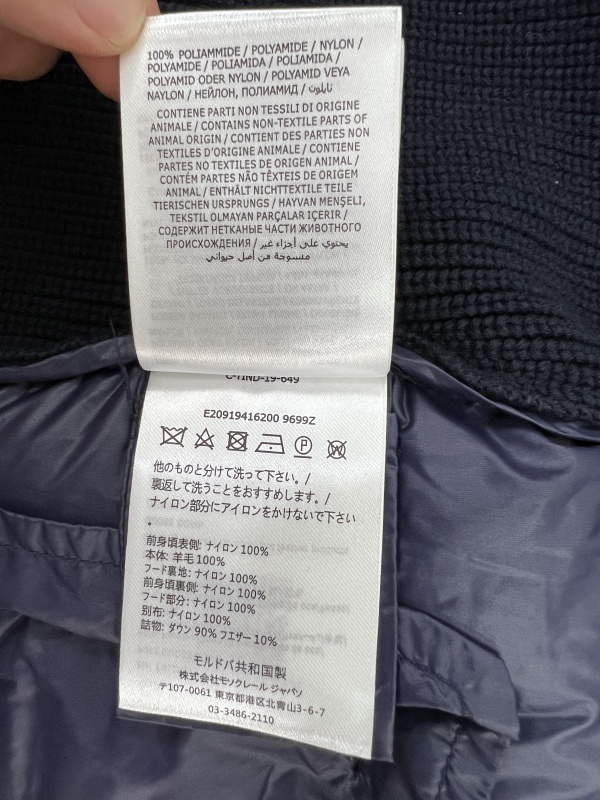 100% POLIAMMIDE / POLYAMIDE / NYLON /
POLYAMIDE / POLIAMIDA / POLIAMIDA /
POLYAMID ODER NYLON / POLYAMID VEYA
NAYLON / НЕЙЛОН, ПОЛИАМИД / نايلون
CONTIENE PARTI NON TESSILI DI ORIGINE
ANIMALE / CONTAINS NON-TEXTILE PARTS OF
ANIMAL ORIGIN / CONTIENT DES PARTIES NON
TEXTILES D'ORIGINE ANIMALE / CONTIENE
PARTES NO TEXTILES DE ORIGEN ANIMAL /
CONTÉM PARTES NÃO TÊXTEIS DE ORIGEM
ANIMAL / ENTHÄLT NICHTTEXTILE TEILE
TIERISCHEN URSPRUNGS / HAYVAN MENŞELİ,
TEKSTIL OLMAYAN PARÇALAR IÇERIR /
СОДЕРЖИТ НЕТКАНЫЕ ЧАСТИ ЖИВОТНОГО
ПРОИСХОЖДЕНИЯ / يحتوي على أجزاء غير
منسوجة من أصل حيواني
C-7IND-19-649
E20919416200 9699Z
他のものと分けて洗って下さい。/
裏返して洗うことをおすすめします。/
ナイロン部分にアイロンをかけないで下さい
.
前身頃表側: ナイロン 100%
本体: 羊毛 100%
フード裏地: ナイロン 100%
前身頃裏側: ナイロン 100%
フード部分: ナイロン 100%
別布: ナイロン 100%
詰物: ダウン 90% フエザー 10%
モルドバ共和国製
株式会社モンクレール ジャパン
〒107-0061 東京都港区北青山3-6-7
03-3486-2110